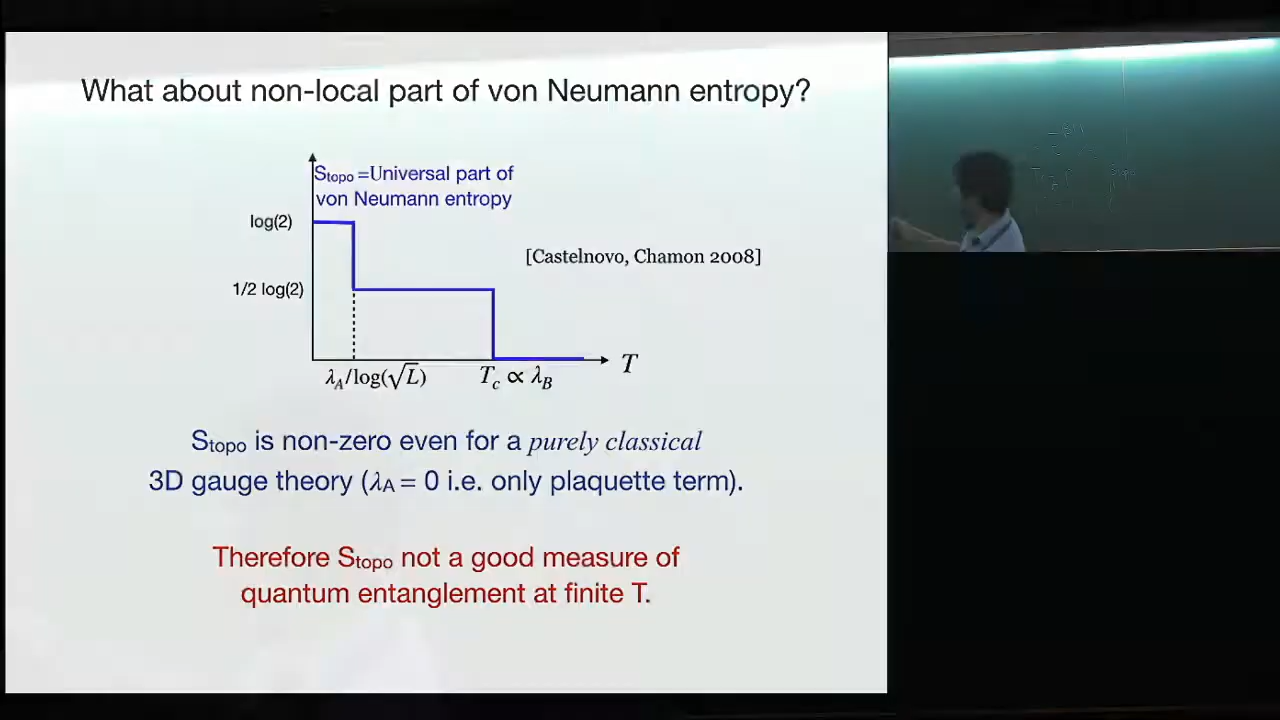 What about non-local part of von Neumann entropy?
Stopo =Universal part of
von Neumann entropy
log(2)
[Castelnovo, Chamon 2008]
1/2 log(2)
T
λA/log(√L)
Tc ∝ λB
Stopo is non-zero even for a purely classical
3D gauge theory (λA = 0 i.e. only plaquette term).
Therefore Stopo not a good measure of
quantum entanglement at finite T.